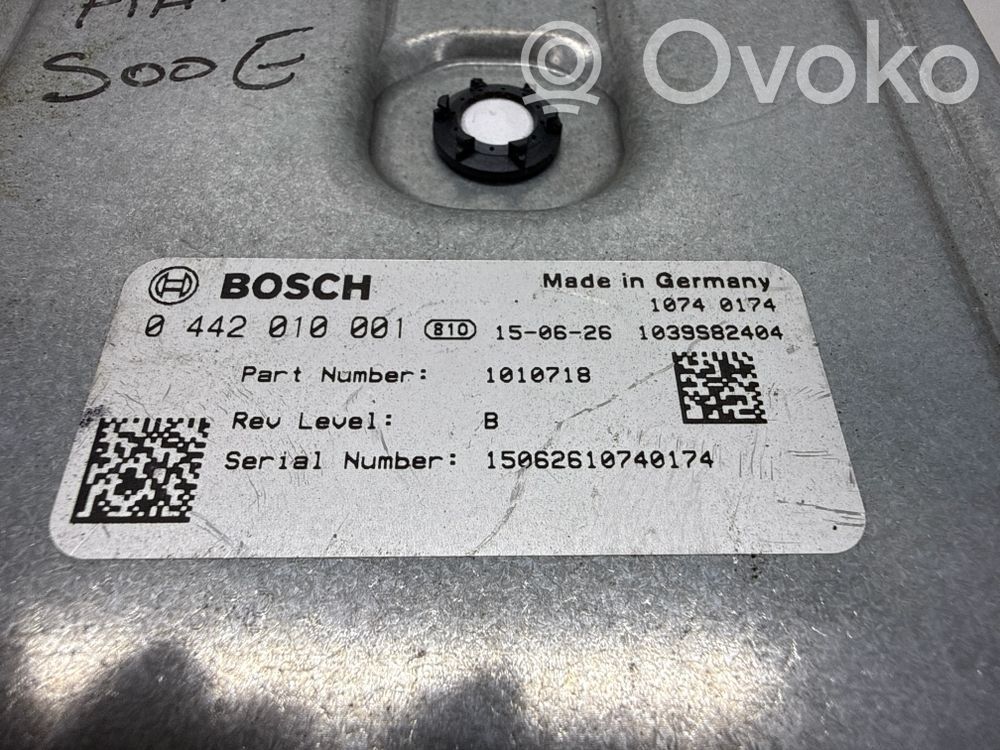 500E
Ovoko
BOSCH
Made in Germany
1074 0174
0 442 010 001 810 15-06-26 1039S82404
Part Number: 1010718
Rev Level: B
Serial Number: 15062610740174